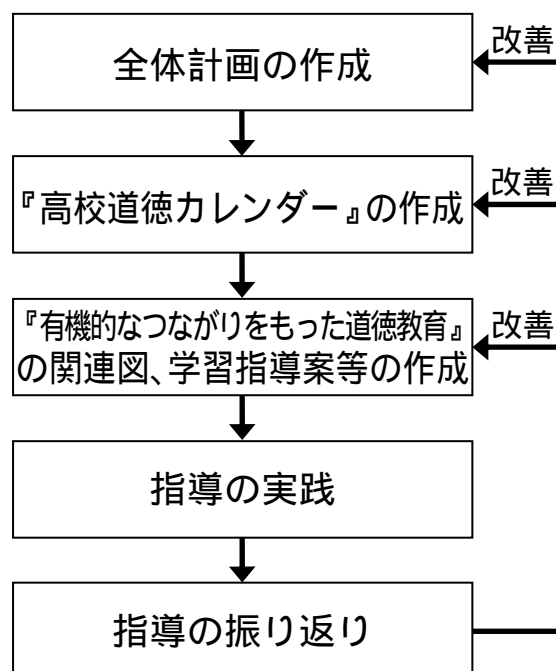 全体計画の作成
改善
『高校道徳カレンダー』の作成
改善
『有機的なつながりをもった道徳教育』
の関連図、学習指導案等の作成
改善
指導の実践
指導の振り返り